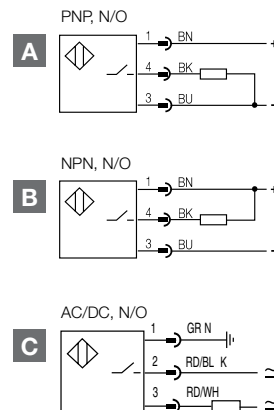 PNP, N/O
A
1 BN +
4 BK
3 BU -
NPN, N/O
B
1 BN +
4 BK
3 BU -
AC/DC, N/O
C
1 GR N
2 RD/BL K ≃
3 RD/WH ≃